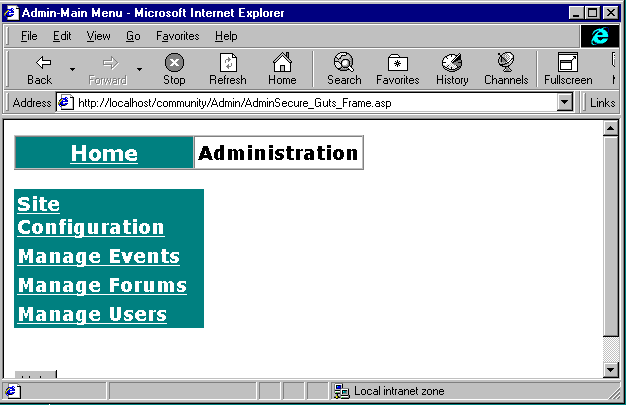 Admin-Main Menu - Microsoft Internet Explorer
File Edit View Go Favorites Help
Back Forward Stop Refresh Home Search Favorites History Channels Fullscreen
Address http://localhost/community/Admin/AdminSecure_Guts_Frame.asp Links
Home Administration
Site
Configuration
Manage Events
Manage Forums
Manage Users
Local intranet zone